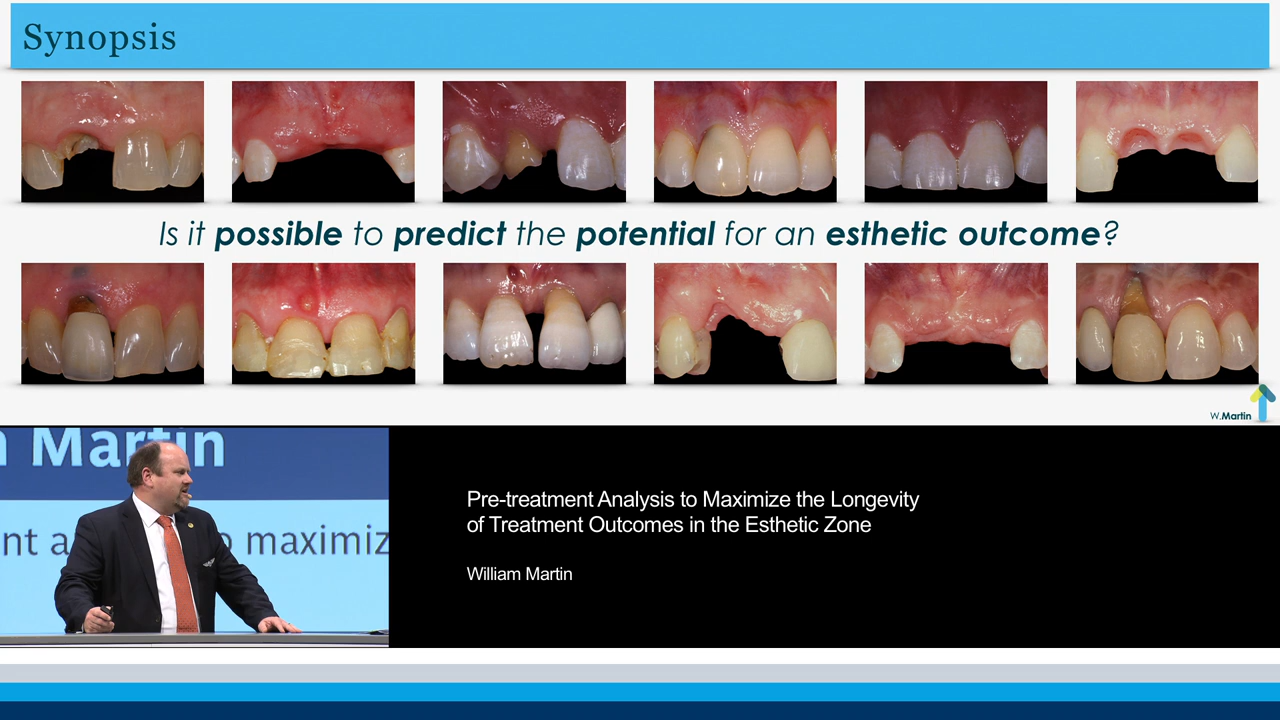 Synopsis
Is it possible to predict the potential for an esthetic outcome?
W.Martin
Martin
nt a
o maximiz
Pre-treatment Analysis to Maximize the Longevity
of Treatment Outcomes in the Esthetic Zone
William Martin